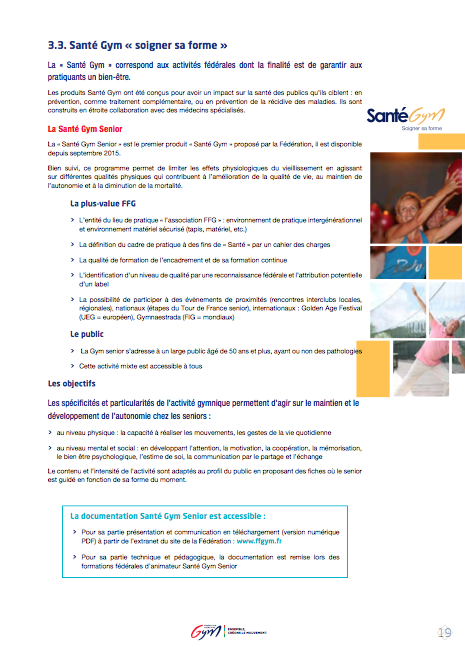 3.3. Santé Gym « soigner sa forme »
La « Santé Gym » correspond aux activités fédérales dont la finalité est de garantir aux
pratiquants un bien-être.
Les produits Santé Gym ont été conçus pour avoir un impact sur la santé des publics qu'ils ciblent : en
prévention, comme traitement complémentaire, ou en prévention de la récidive des maladies. Ils sont
construits en étroite collaboration avec des médecins spécialisés.
SantéGym
Soigner sa forme
La Santé Gym Senior
La « Santé Gym Senior » est le premier produit « Santé Gym » proposé par la Fédération, il est disponible
depuis septembre 2015.
Bien suivi, ce programme permet de limiter les effets physiologiques du vieillissement en agissant
sur différentes qualités physiques qui contribuent à l'amélioration de la qualité de vie, au maintien de
l'autonomie et à la diminution de la mortalité.
La plus-value FFG
> L'entité du lieu de pratique « l'association FFG » : environnement de pratique intergénérationnel
et environnement matériel sécurisé (tapis, matériel, etc.)
> La définition du cadre de pratique à des fins de « Santé » par un cahier des charges
> La qualité de formation de l'encadrement et de sa formation continue
> L'identification d'un niveau de qualité par une reconnaissance fédérale et l'attribution potentielle
d'un label
> La possibilité de participer à des évènements de proximités (rencontres interclubs locales,
régionales), nationaux (étapes du Tour de France senior), internationaux : Golden Age Festival
(UEG = européen), Gymnaestrada (FIG = mondiaux)
Le public
> La Gym senior s'adresse à un large public âgé de 50 ans et plus, ayant ou non des pathologies
> Cette activité mixte est accessible à tous
Les objectifs
Les spécificités et particularités de l'activité gymnique permettent d'agir sur le maintien et le
développement de l'autonomie chez les seniors :
> au niveau physique : la capacité à réaliser les mouvements, les gestes de la vie quotidienne
> au niveau mental et social : en développant l'attention, la motivation, la coopération, la mémorisation,
le bien être psychologique, l'estime de soi, la communication par le partage et l'échange
Le contenu et l'intensité de l'activité sont adaptés au profil du public en proposant des fiches où le senior
est guidé en fonction de sa forme du moment.
La documentation Santé Gym Senior est accessible :
> Pour sa partie présentation et communication en téléchargement (version numérique
PDF) à partir de l'extranet du site de la Fédération : www.ffgym.fr
> Pour sa partie technique et pédagogique, la documentation est remise lors des
formations fédérales d'animateur Santé Gym Senior
Gym
ENSEMBLE,
CRÉONS LE MOUVEMENT
19